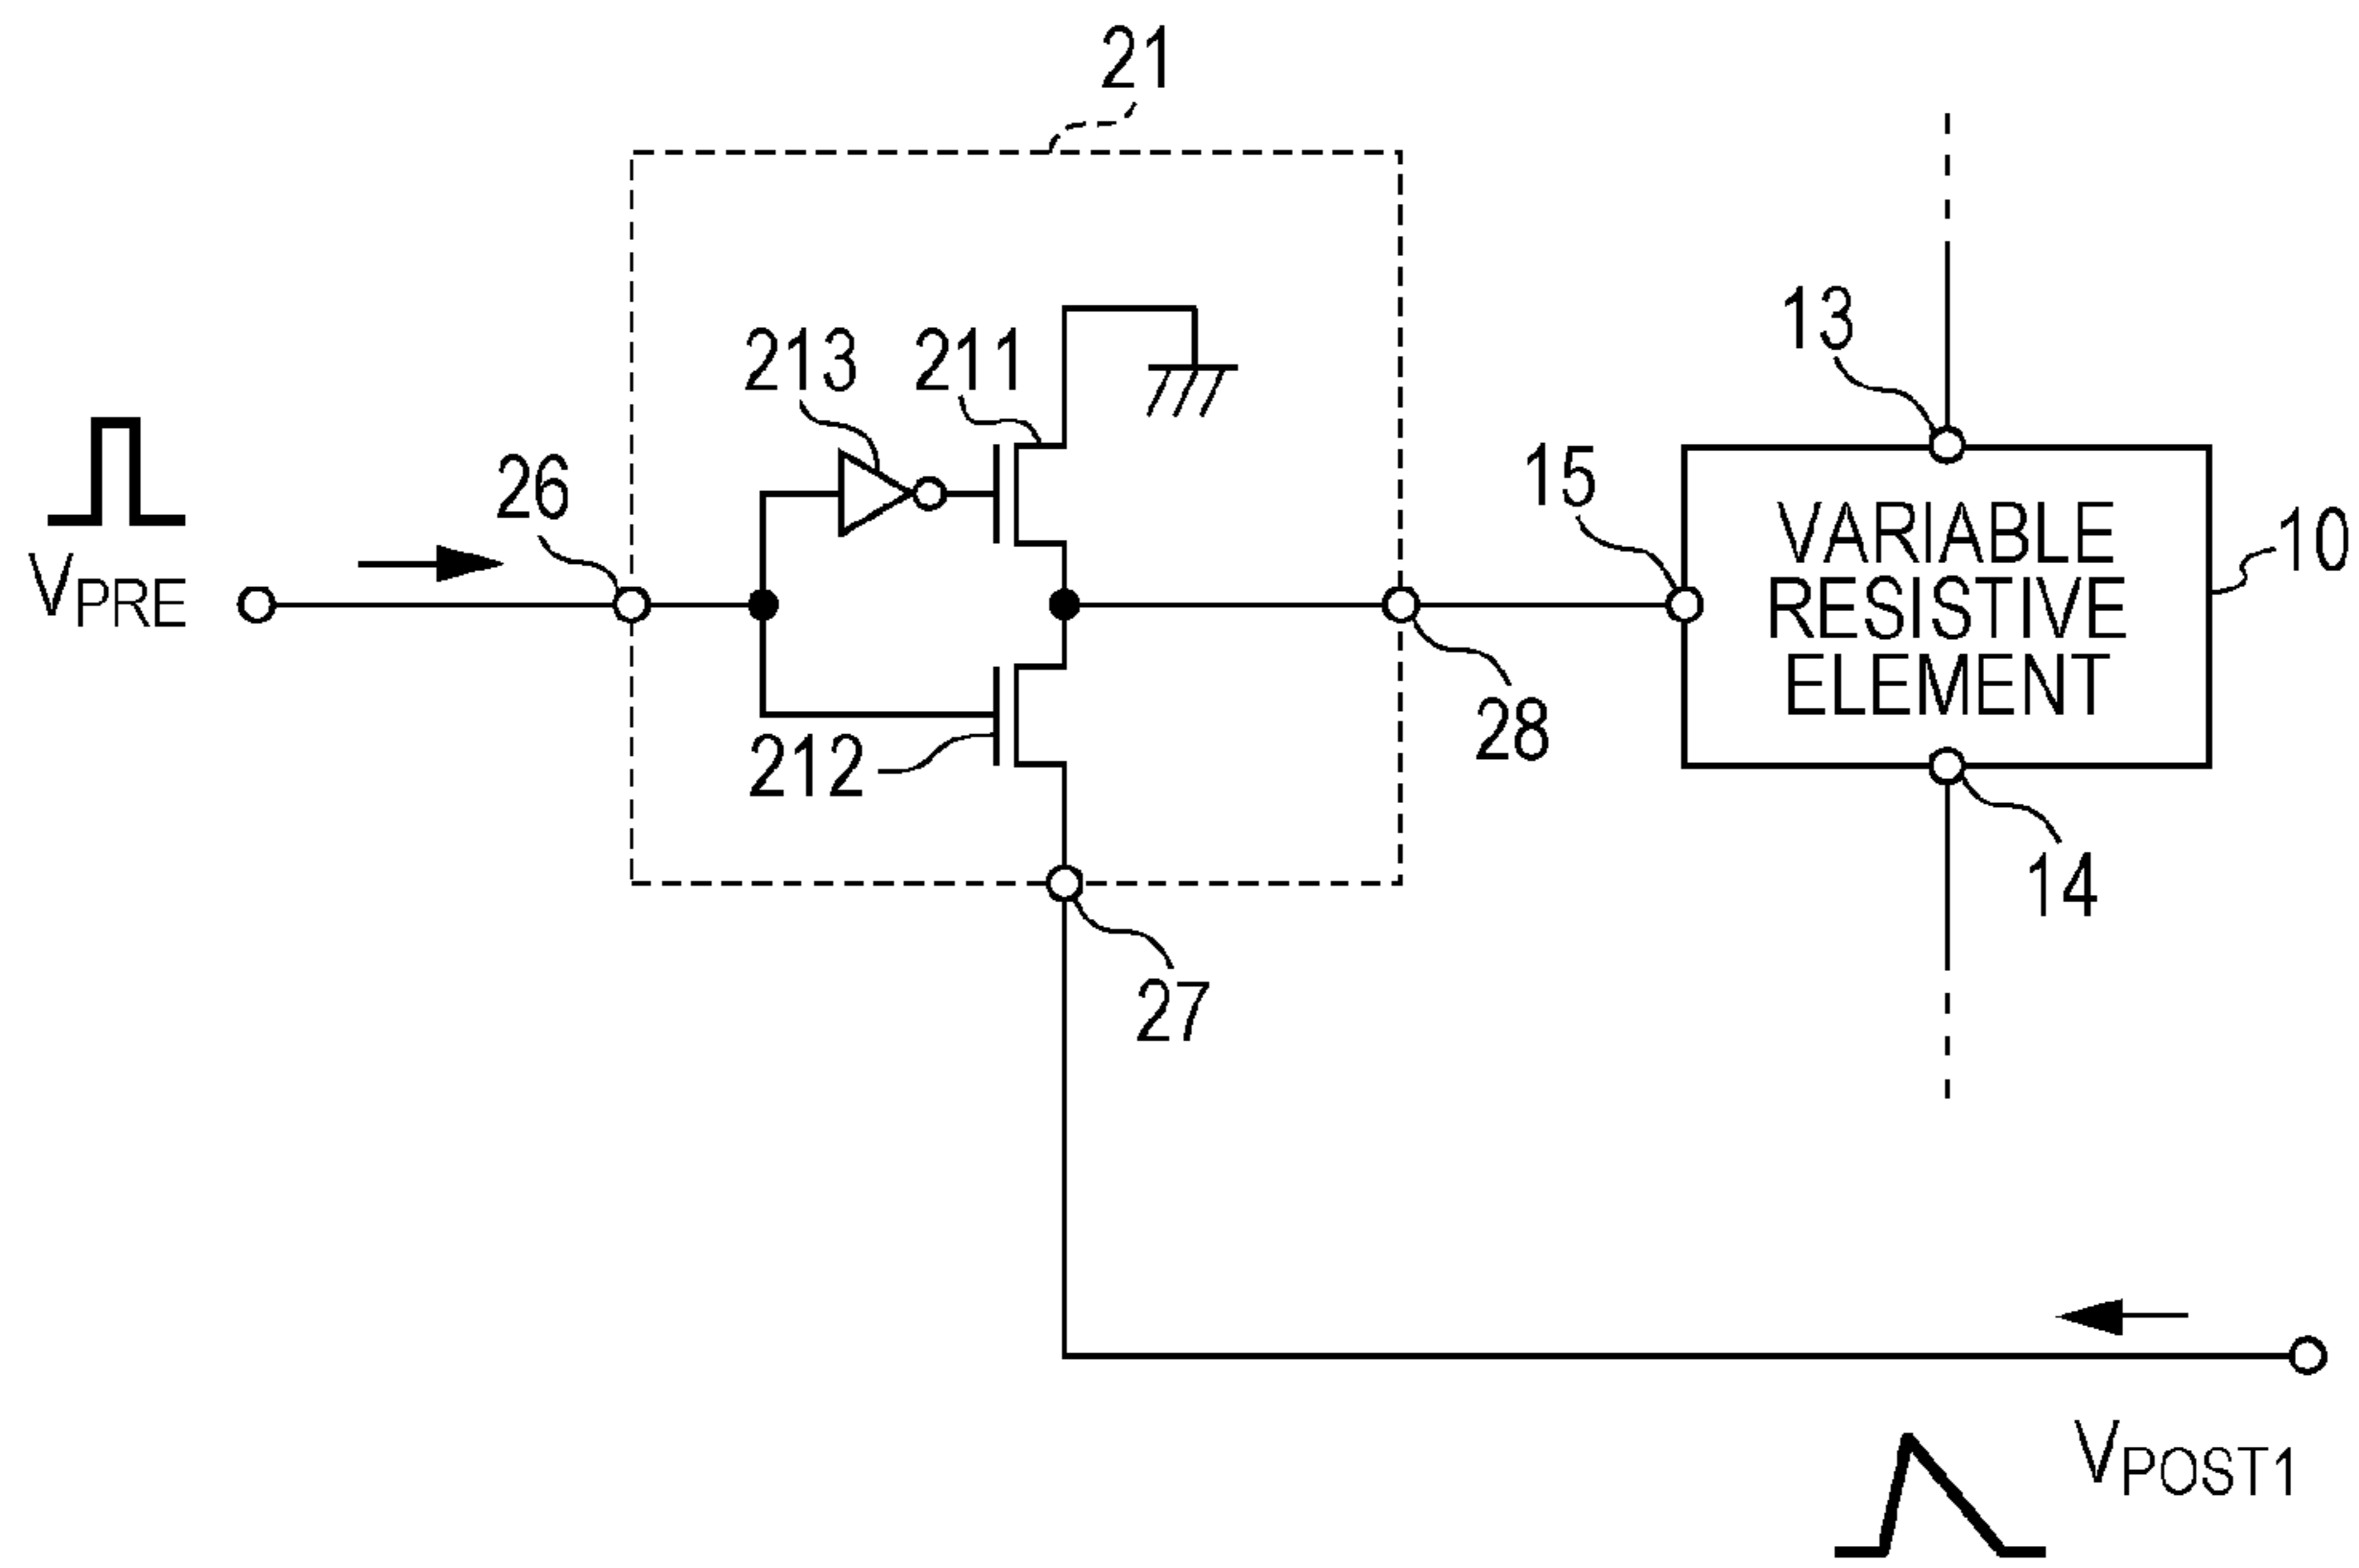 21
13
213
211
15
26
10
VARIABLE
RESISTIVE
ELEMENT
VPRE
28
212
14
27
VPOST1